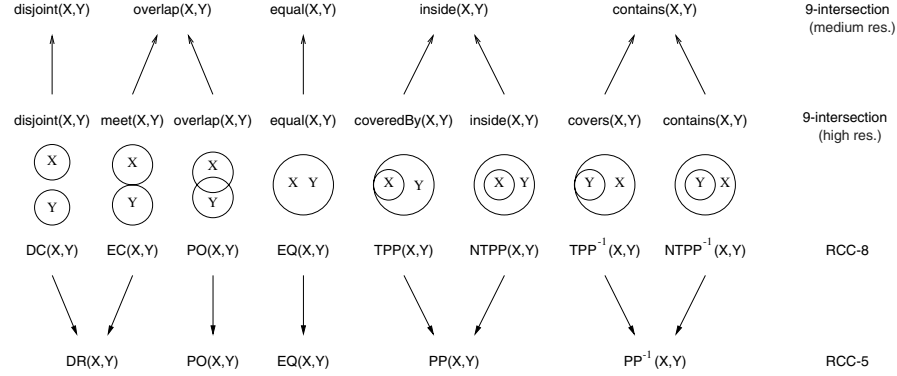 disjoint(X,Y) overlap(X,Y) equal(X,Y) inside(X,Y) contains(X,Y) 9-intersection
(medium res.)
disjoint(X,Y) meet(X,Y) overlap(X,Y) equal(X,Y) coveredBy(X,Y) inside(X,Y) covers(X,Y) contains(X,Y) 9-intersection
(high res.)
X X X X Y X Y X Y Y X Y X
Y Y Y
DC(X,Y) EC(X,Y) PO(X,Y) EQ(X,Y) TPP(X,Y) NTPP(X,Y) TPP⁻¹(X,Y) NTPP⁻¹(X,Y) RCC-8
DR(X,Y) PO(X,Y) EQ(X,Y) PP(X,Y) PP⁻¹(X,Y) RCC-5